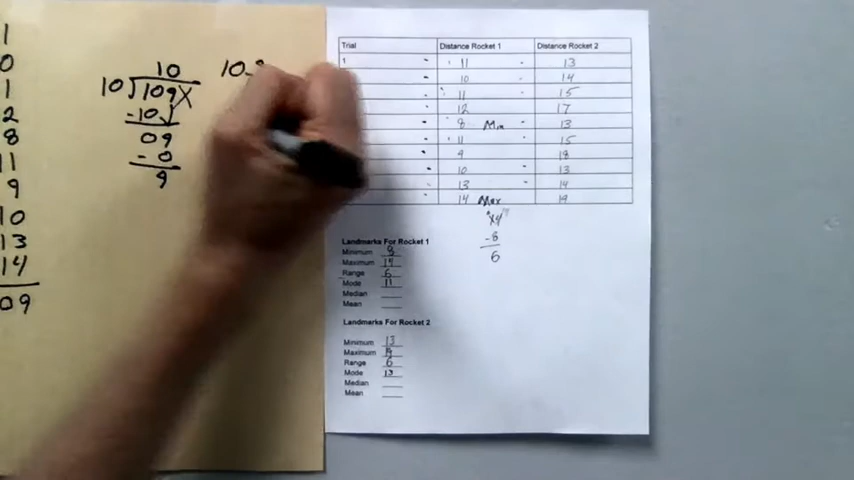 1
0
1
2
8
11
9
10
13
14
09
10
10 109
-10
09
- 0
9
10
Trial Distance Rocket 1 Distance Rocket 2
1 11 13
10 14
11 15
12 17
8 Min 13
11 15
9 18
10 13
13 14
14 Max 19
14
-8
6
Landmarks For Rocket 1
Minimum 8
Maximum 14
Range 6
Mode 11
Median
Mean
Landmarks For Rocket 2
Minimum 13
Maximum 19
Range 6
Mode 13
Median
Mean